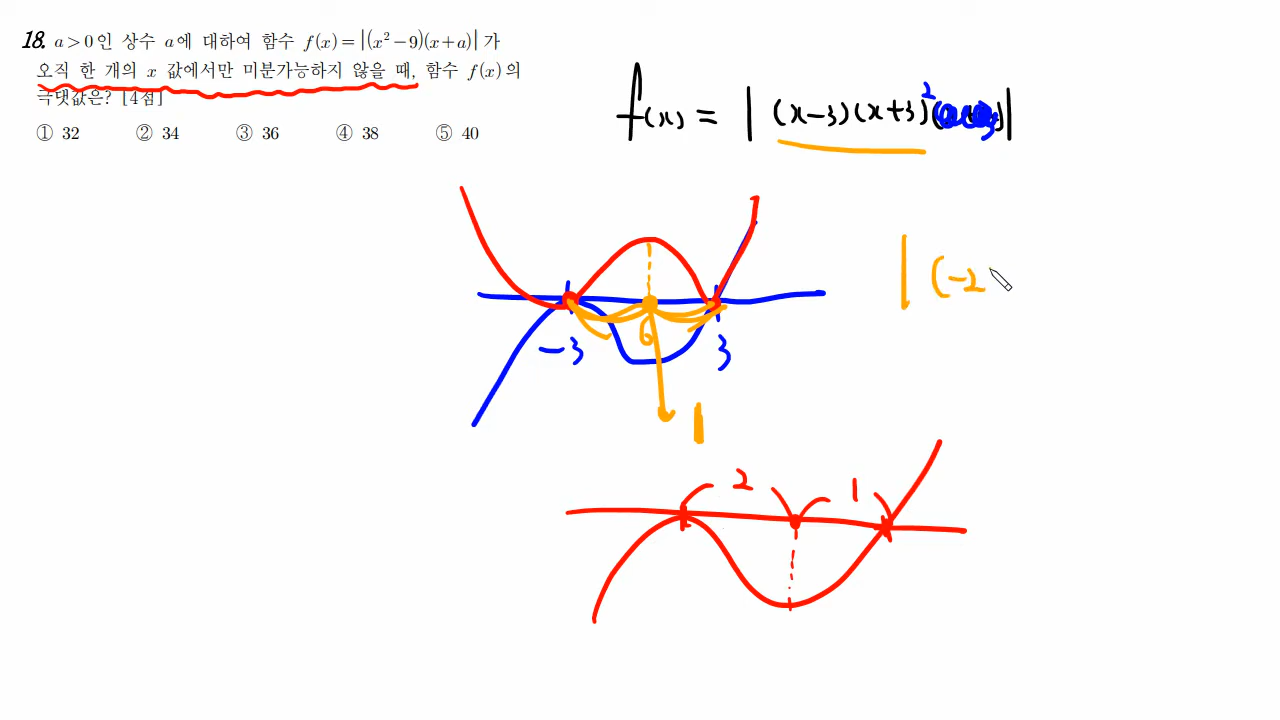 18. a>0인 상수 a에 대하여 함수 f(x)=|(x²-9)(x+a)|가
오직 한 개의 x값에서만 미분가능하지 않을 때, 함수 f(x)의
극댓값은? [4점]
① 32 ② 34 ③ 36 ④ 38 ⑤ 40
f(x) = | (x-3)(x+3)² |
| (-2
-3 3
1
2 1